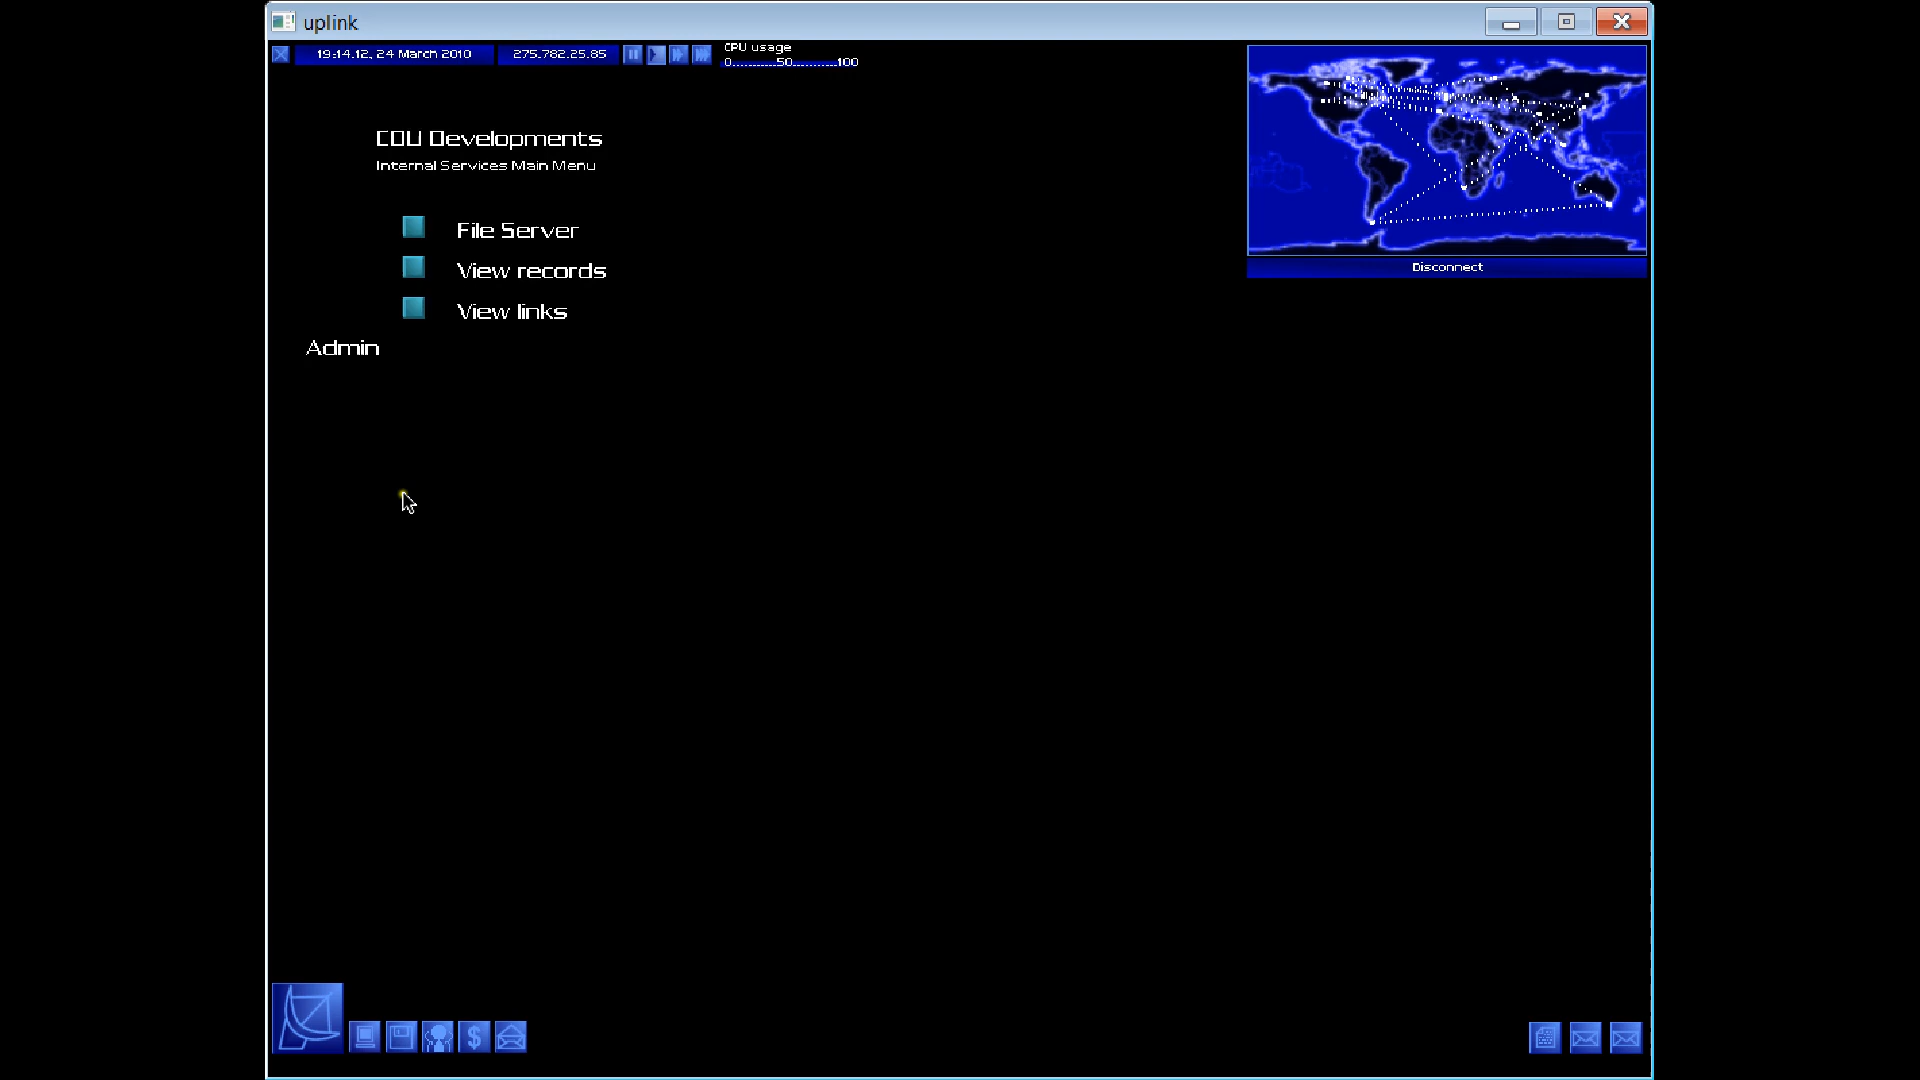 uplink
19:14.12, 24 March 2010
275.782.25.85
CPU usage
0...........50...........100
COU Developments
Internal Services Main Menu
File Server
View records
View links
Admin
Disconnect